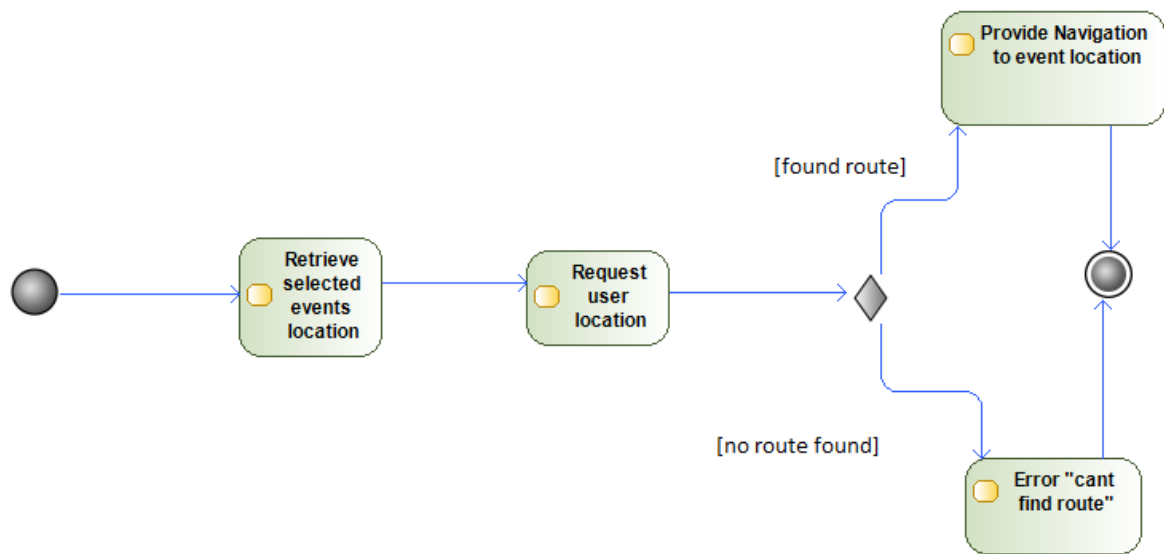 Provide Navigation
to event location
[found route]
Retrieve
selected
events
location
Request
user
location
[no route found]
Error "cant
find route"